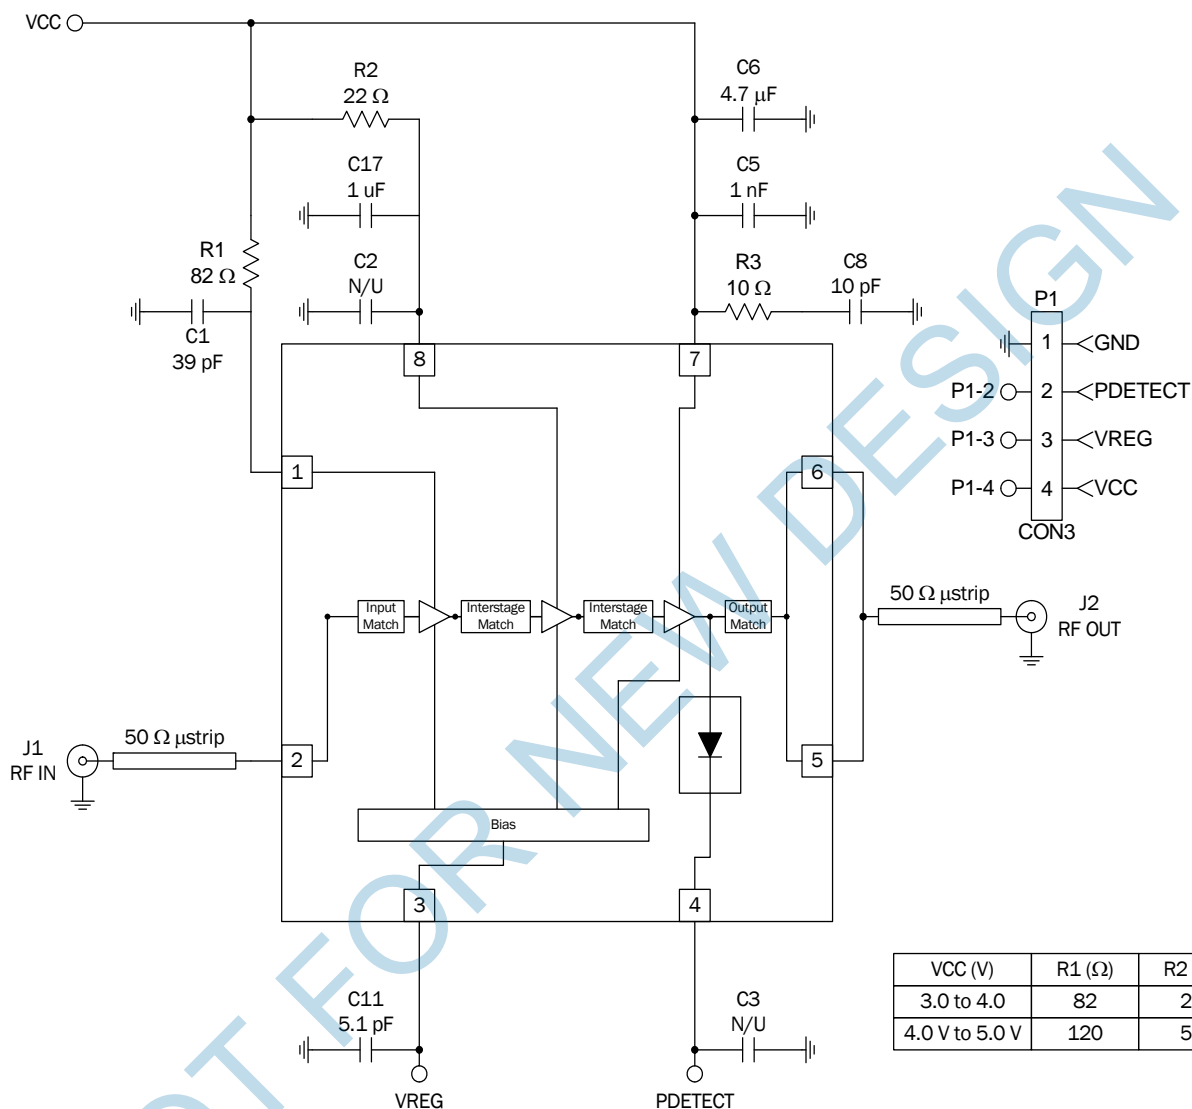 VCC
R2
22 Ω
C6
4.7 µF
C17
1 uF
C5
1 nF
R1
82 Ω
C2
N/U
R3
10 Ω
C8
10 pF
C1
39 pF
P1
8
7
1 GND
P1-2 2 PDETECT
P1-3 3 VREG
P1-4 4 VCC
CON3
1
6
Input
Match
Interstage
Match
Interstage
Match
Output
Match
50 Ω µstrip
J2
RF OUT
J1
RF IN
50 Ω µstrip
2
5
Bias
3
4
C11
5.1 pF
C3
N/U
VREG
PDETECT
VCC (V) R1 (Ω) R2
3.0 to 4.0 82 2
4.0 V to 5.0 V 120 5
OT FOR NEW DESIGN